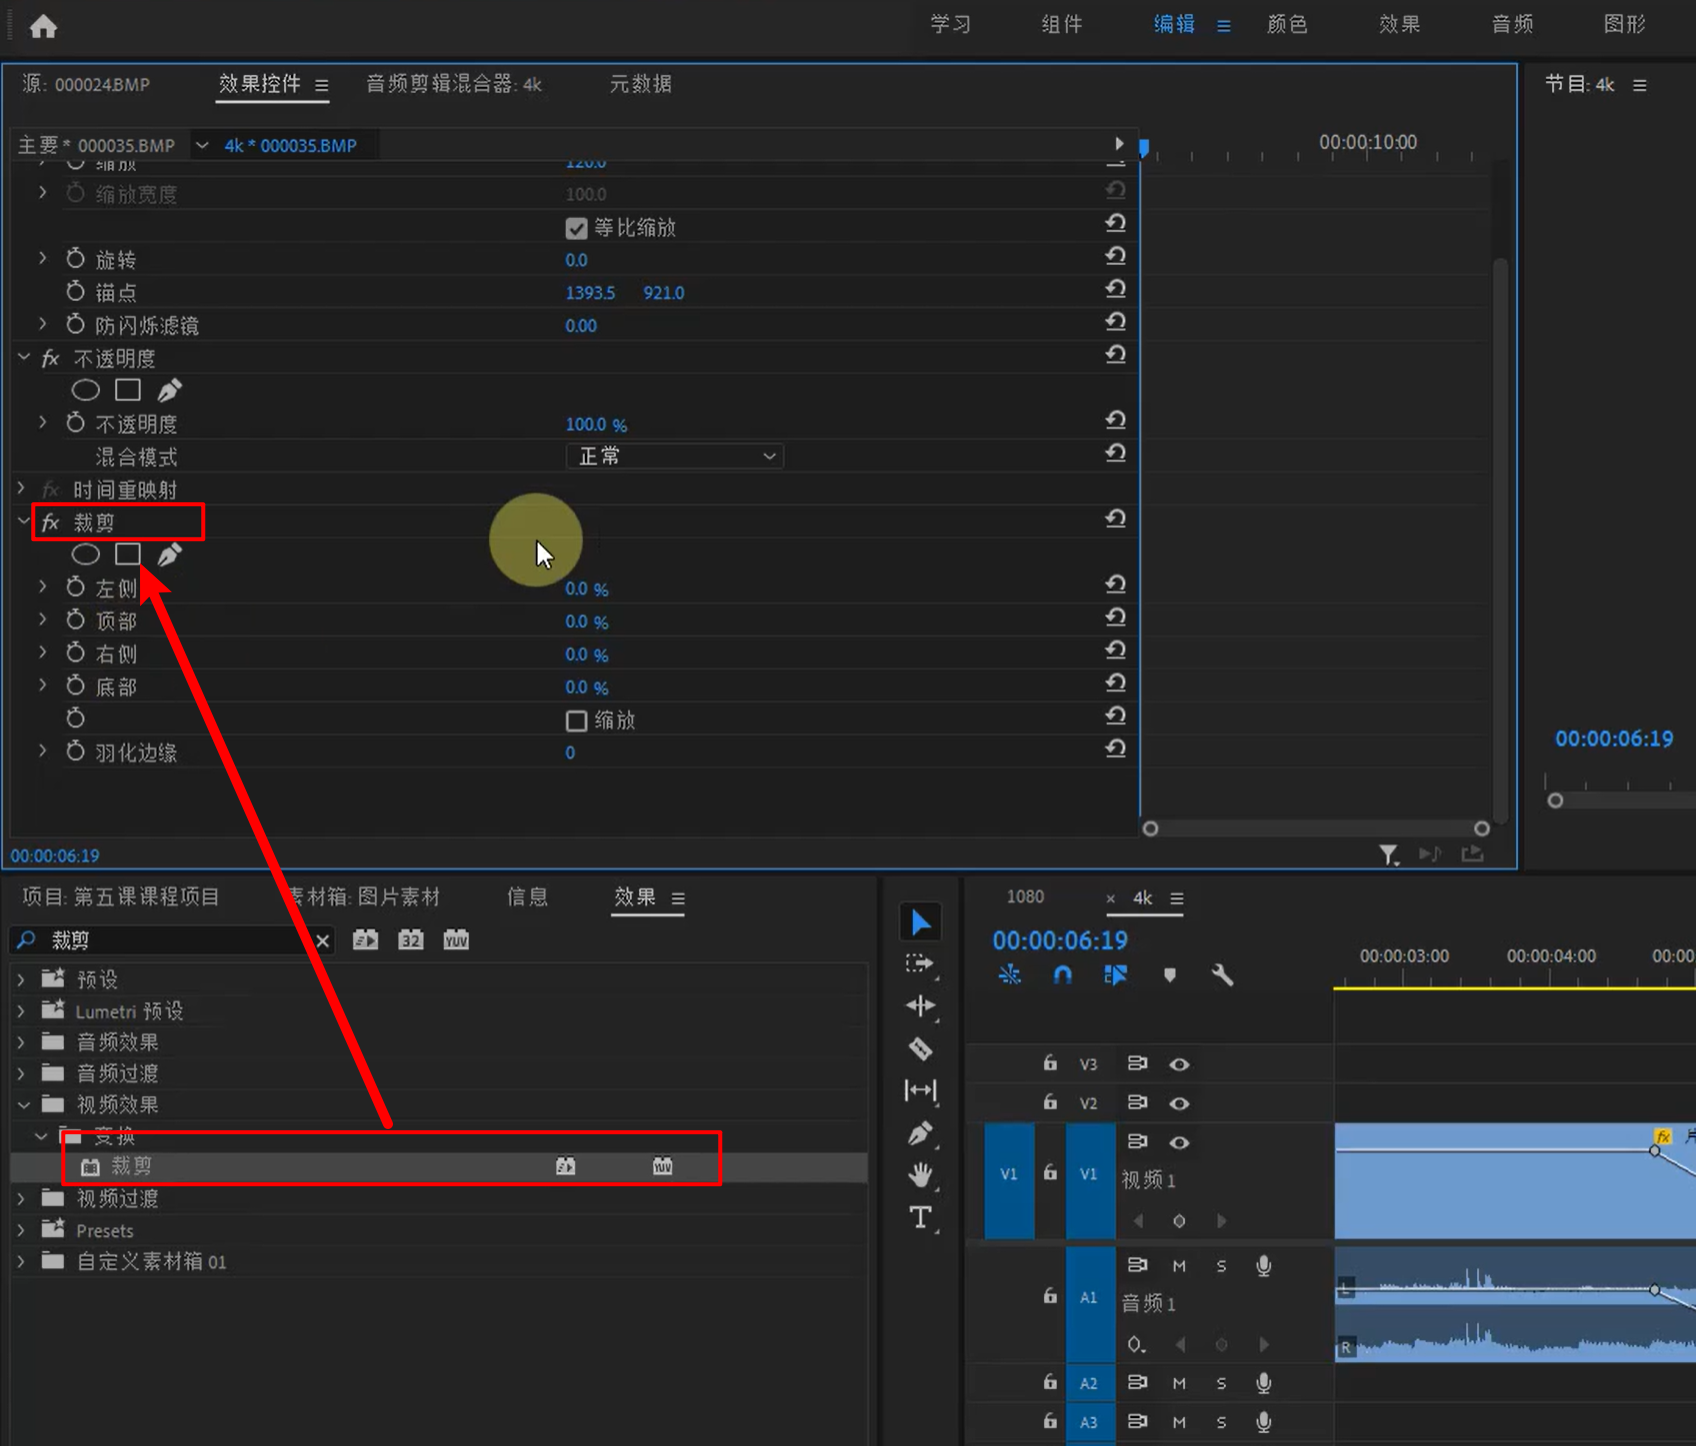 学习 组件 编辑 颜色 效果 音频 图形
源: 000024.BMP 效果控件 音频剪辑混合器: 4k 元数据
节目: 4k
主要 * 000035.BMP 4k * 000035.BMP
00:00:10:00
缩放 120.0
缩放宽度 100.0
等比缩放
旋转 0.0
锚点 1393.5 921.0
防闪烁滤镜 0.00
fx 不透明度
不透明度 100.0 %
混合模式 正常
fx 时间重映射
fx 裁剪
左侧 0.0 %
顶部 0.0 %
右侧 0.0 %
底部 0.0 %
缩放
羽化边缘 0
00:00:06:19
00:00:06:19
项目: 第五课课程项目 素材箱: 图片素材 信息 效果
裁剪 × 32 YUV
预设
Lumetri 预设
音频效果
音频过渡
视频效果
变换
裁剪 YUV
视频过渡
Presets
自定义素材箱 01
T
1080 × 4k
00:00:06:19
00:00:03:00 00:00:04:00 00:00
V3
V2
V1 V1
视频 1
fx
A1 M S
音频 1
L
R
A2 M S
A3 M S